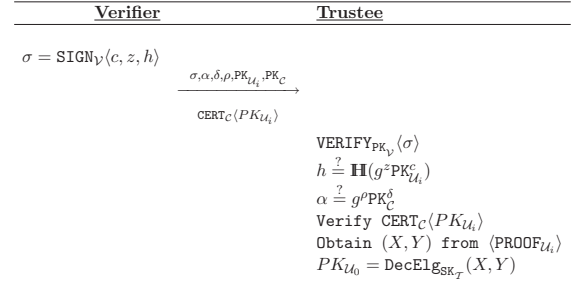 Verifier Trustee
σ = SIGN_𝒱⟨c, z, h⟩
σ,α,δ,ρ,PK_{𝒰_i},PK_𝒞
CERT_𝒞⟨PK_{𝒰_i}⟩
VERIFY_{PK_𝒱}⟨σ⟩
h ≟ H(g^z PK^c_{𝒰_i})
α ≟ g^ρ PK^δ_𝒞
Verify CERT_𝒞⟨PK_{𝒰_i}⟩
Obtain (X, Y) from ⟨PROOF_{𝒰_i}⟩
PK_{𝒰_0} = DecElg_{SK_𝒯}(X, Y)